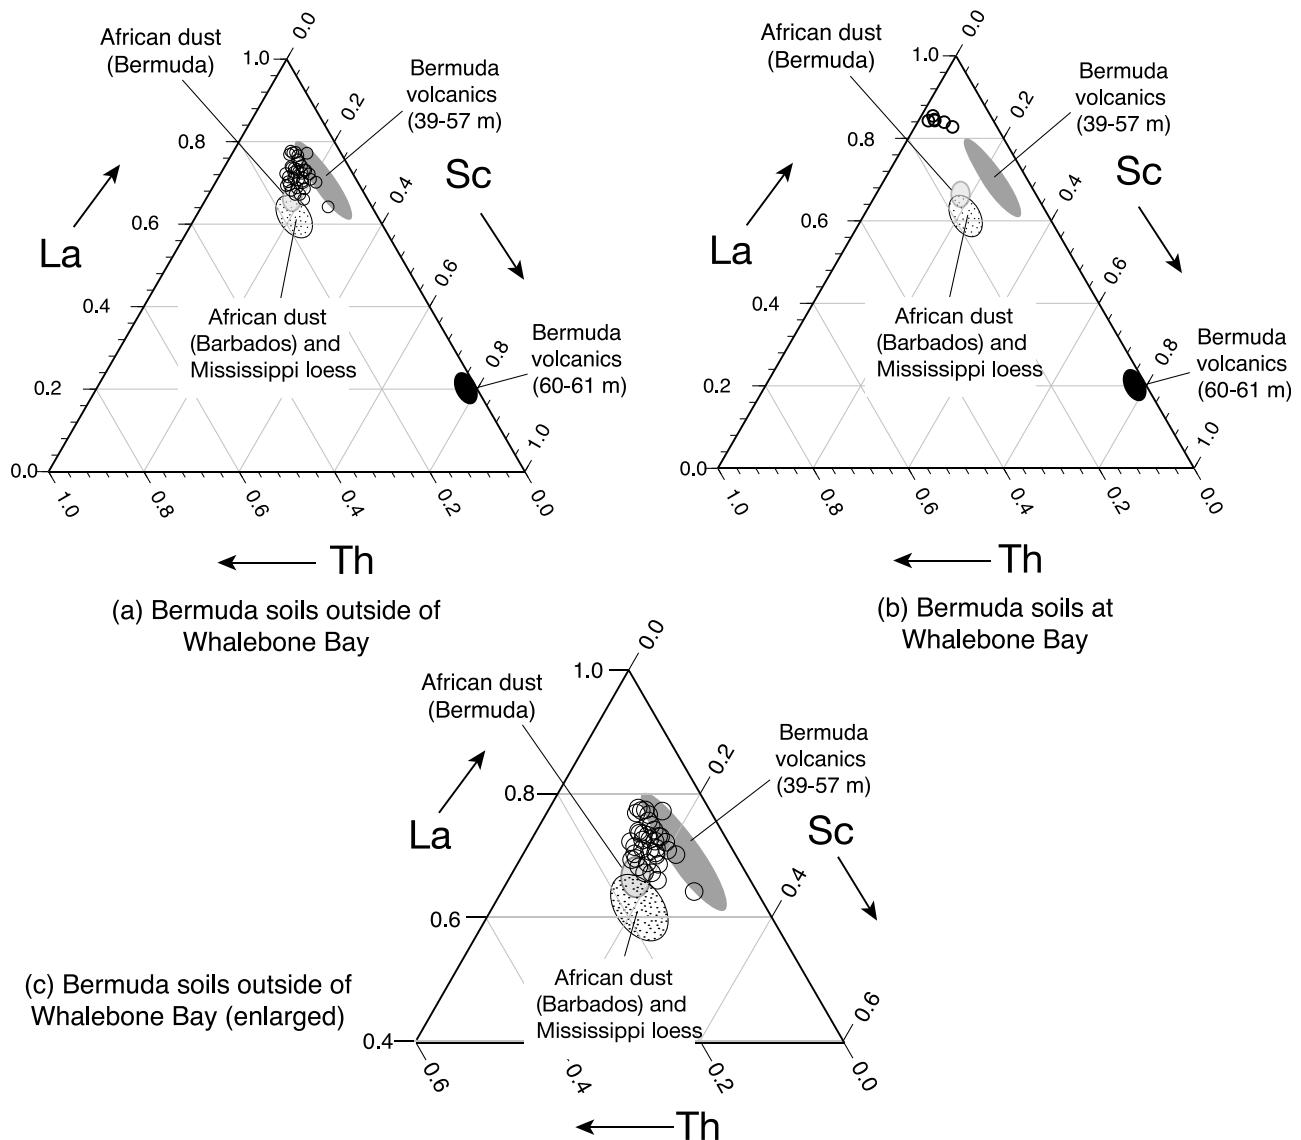 African dust
(Bermuda)
Bermuda
volcanics
(39-57 m)
Sc
La
African dust
(Barbados) and
Mississippi loess
Bermuda
volcanics
(60-61 m)
1.0
0.8
0.6
0.4
0.2
0.0
0.0
0.2
0.4
0.6
0.8
1.0
1.0
0.8
0.6
0.4
0.2
0.0
Th
(a) Bermuda soils outside of
Whalebone Bay
African dust
(Bermuda)
Bermuda
volcanics
(39-57 m)
Sc
La
African dust
(Barbados) and
Mississippi loess
Bermuda
volcanics
(60-61 m)
1.0
0.8
0.6
0.4
0.2
0.0
0.0
0.2
0.4
0.6
0.8
1.0
1.0
0.8
0.6
0.4
0.2
0.0
Th
(b) Bermuda soils at
Whalebone Bay
African dust
(Bermuda)
Bermuda
volcanics
(39-57 m)
Sc
La
African dust
(Barbados) and
Mississippi loess
1.0
0.8
0.6
0.4
0.0
0.2
0.4
0.6
0.6
0.4
0.2
0.0
Th
(c) Bermuda soils outside of
Whalebone Bay (enlarged)